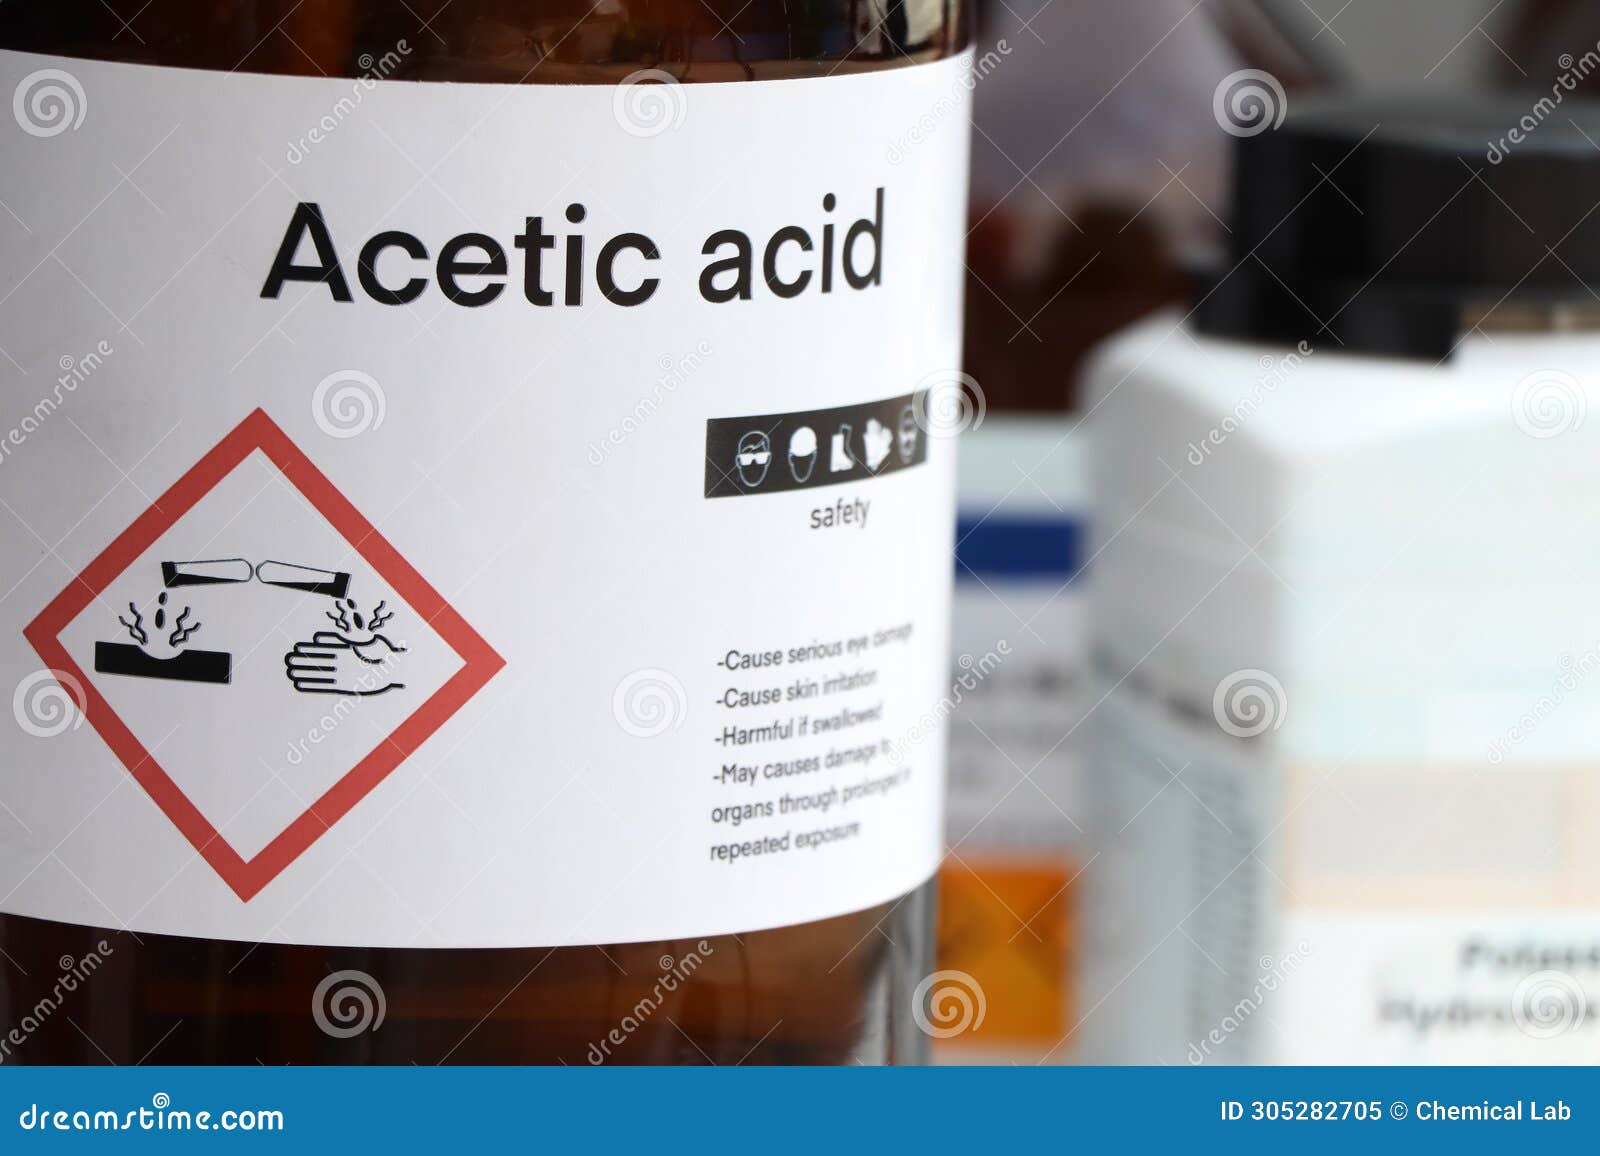 Acetic acid
safety
-Cause serious eye damage
-Cause skin irritation
-Harmful if swallowed
-May causes damage to
organs through prolonged
repeated exposure
Hydroxide
dreamstime.com
ID 305282705 © Chemical Lab